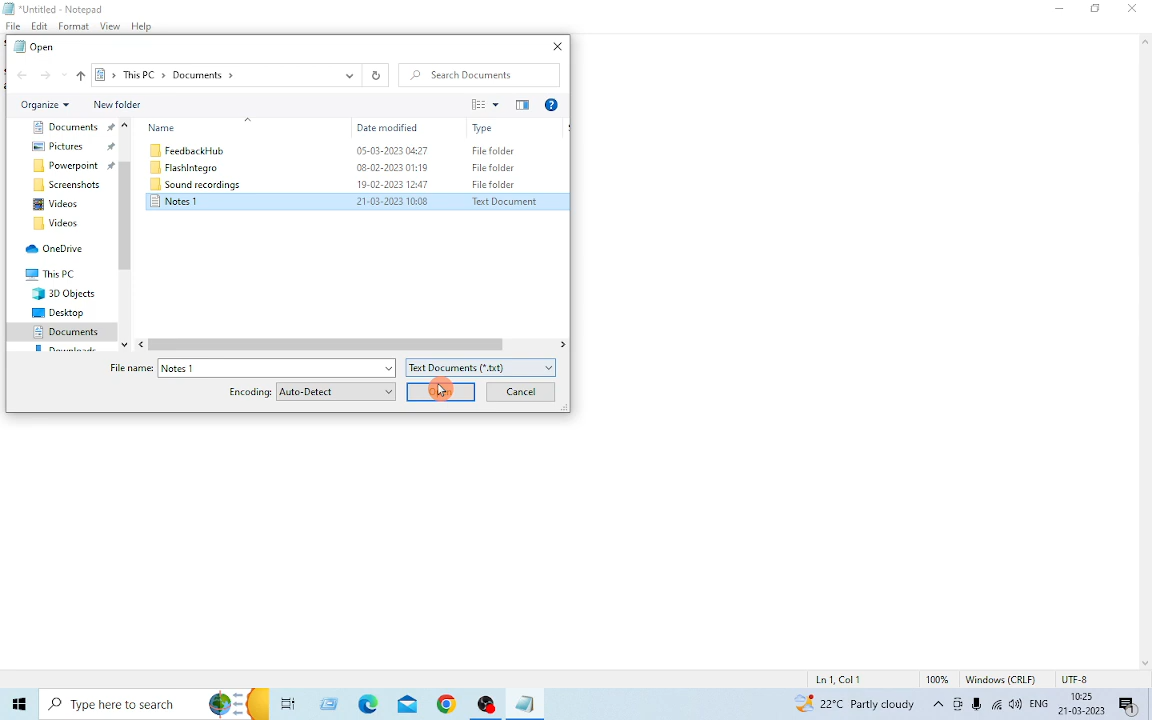 *Untitled - Notepad
File Edit Format View Help
Open
This PC > Documents >
Search Documents
Organize New folder
Name Date modified Type
Documents
Pictures
Powerpoint
Screenshots
Videos
Videos
OneDrive
This PC
3D Objects
Desktop
Documents
Downloads
FeedbackHub 05-03-2023 04:27 File folder
FlashIntegro 08-02-2023 01:19 File folder
Sound recordings 19-02-2023 12:47 File folder
Notes 1 21-03-2023 10:08 Text Document
File name: Notes 1 Text Documents (*.txt)
Encoding: Auto-Detect Open Cancel
Ln 1, Col 1 100% Windows (CRLF) UTF-8
Type here to search
22°C Partly cloudy
ENG
10:25
21-03-2023
1